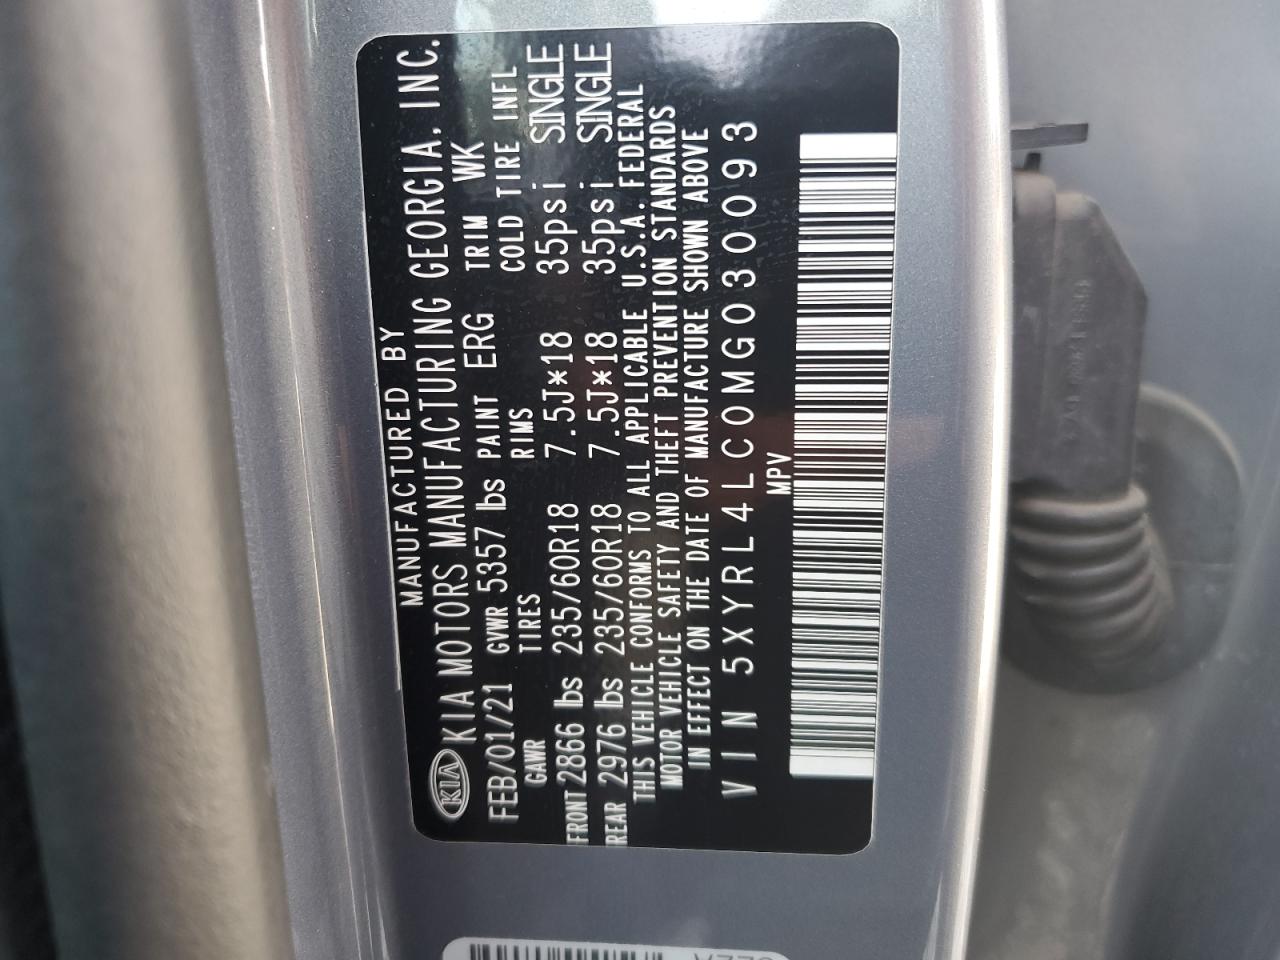 MANUFACTURED BY
KIA KIA MOTORS MANUFACTURING GEORGIA, INC.
FEB/01/21 GVWR 5357 lbs PAINT ERG TRIM WK
GAWR TIRES RIMS COLD TIRE INFL
FRONT 2866 lbs 235/60R18 7.5J*18 35psi SINGLE
REAR 2976 lbs 235/60R18 7.5J*18 35psi SINGLE
THIS VEHICLE CONFORMS TO ALL APPLICABLE U.S.A. FEDERAL
MOTOR VEHICLE SAFETY AND THEFT PREVENTION STANDARDS
IN EFFECT ON THE DATE OF MANUFACTURE SHOWN ABOVE
VIN 5XYRL4LC0MG030093
MPV